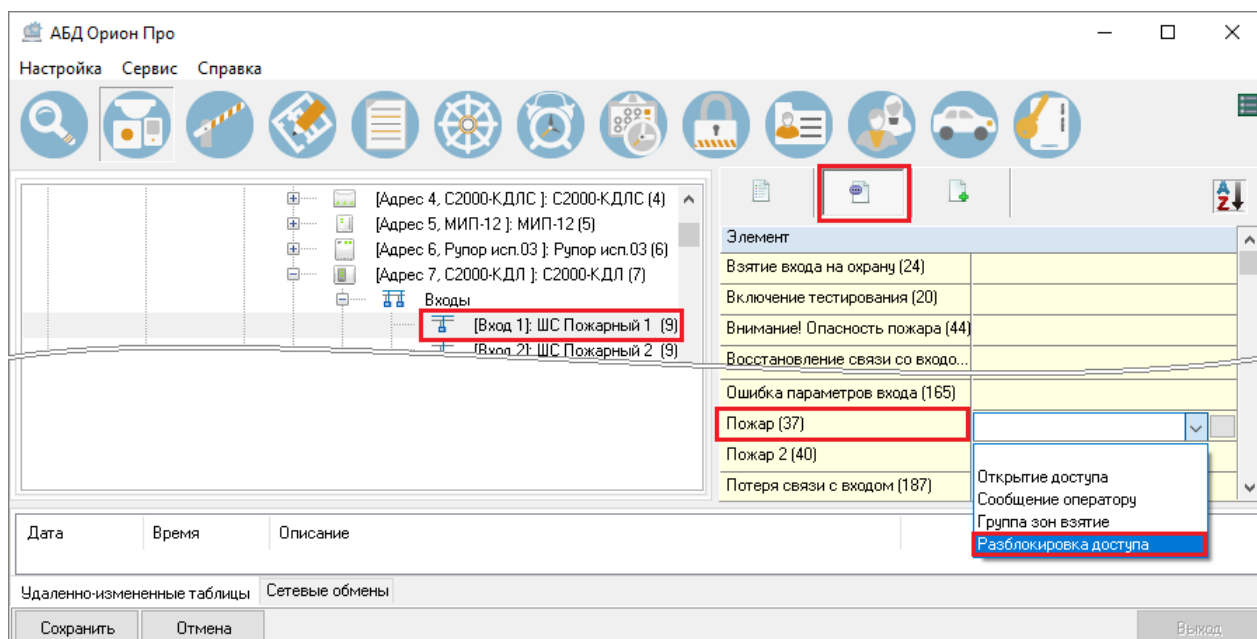 АБД Орион Про
Настройка Сервис Справка
[Адрес 4, С2000-КДЛС ]: С2000-КДЛС (4)
[Адрес 5, МИП-12 ]: МИП-12 (5)
[Адрес 6, Рупор исп.03 ]: Рупор исп.03 (6)
[Адрес 7, С2000-КДЛ ]: С2000-КДЛ (7)
Входы
[Вход 1]: ШС Пожарный 1 (9)
[Вход 2]: ШС Пожарный 2 (9)
Элемент
Взятие входа на охрану (24)
Включение тестирования (20)
Внимание! Опасность пожара (44)
Восстановление связи со входо...
Ошибка параметров входа (165)
Пожар (37)
Пожар 2 (40)
Потеря связи с входом (187)
Открытие доступа
Сообщение оператору
Группа зон взятие
Разблокировка доступа
Дата Время Описание
Удаленно-измененные таблицы Сетевые обмены
Сохранить Отмена Выход